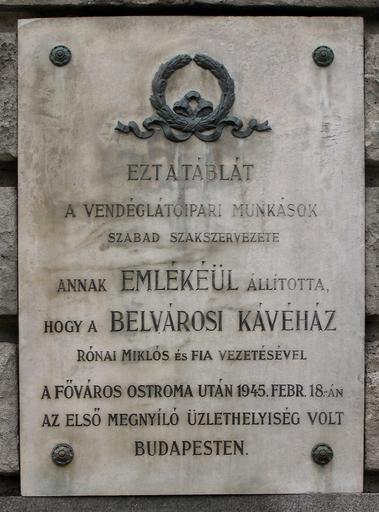 EZT A TÁBLÁT
A VENDÉGLÁTÓIPARI MUNKÁSOK
SZABAD SZAKSZERVEZETE
ANNAK EMLÉKÉÜL ÁLLÍTOTTA,
HOGY A BELVÁROSI KÁVÉHÁZ
RÓNAI MIKLÓS ÉS FIA VEZETÉSÉVEL
A FŐVÁROS OSTROMA UTÁN 1945. FEBR. 18.-ÁN
AZ ELSŐ MEGNYÍLÓ ÜZLETHELYISÉG VOLT
BUDAPESTEN.